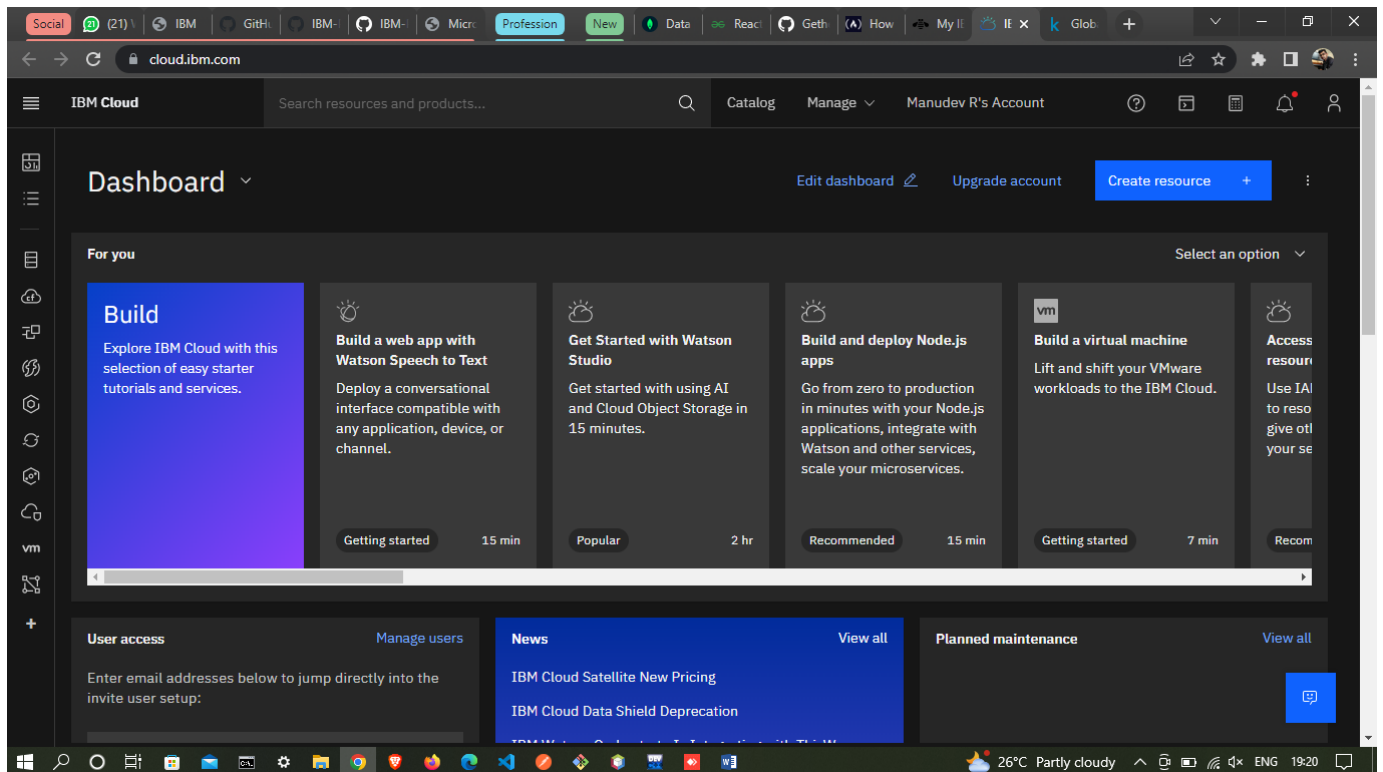 Social
(21)
IBM
GitHu
IBM-
IBM-
Micro
Profession
New
Data
React
Geth
How
My IE
IE
Glob
cloud.ibm.com
IBM Cloud
Search resources and products...
Catalog
Manage
Manudev R's Account
Dashboard
Edit dashboard
Upgrade account
Create resource +
For you
Select an option
Build
Explore IBM Cloud with this
selection of easy starter
tutorials and services.
Build a web app with
Watson Speech to Text
Deploy a conversational
interface compatible with
any application, device, or
channel.
Getting started 15 min
Get Started with Watson
Studio
Get started with using AI
and Cloud Object Storage in
15 minutes.
Popular 2 hr
Build and deploy Node.js
apps
Go from zero to production
in minutes with your Node.js
applications, integrate with
Watson and other services,
scale your microservices.
Recommended 15 min
vm
Build a virtual machine
Lift and shift your VMware
workloads to the IBM Cloud.
Getting started 7 min
Access
resour
Use IA
to reso
give oth
your se
Recom
vm
User access
Manage users
Enter email addresses below to jump directly into the
invite user setup:
News
View all
IBM Cloud Satellite New Pricing
IBM Cloud Data Shield Deprecation
Planned maintenance
View all
26°C Partly cloudy
ENG 19:20